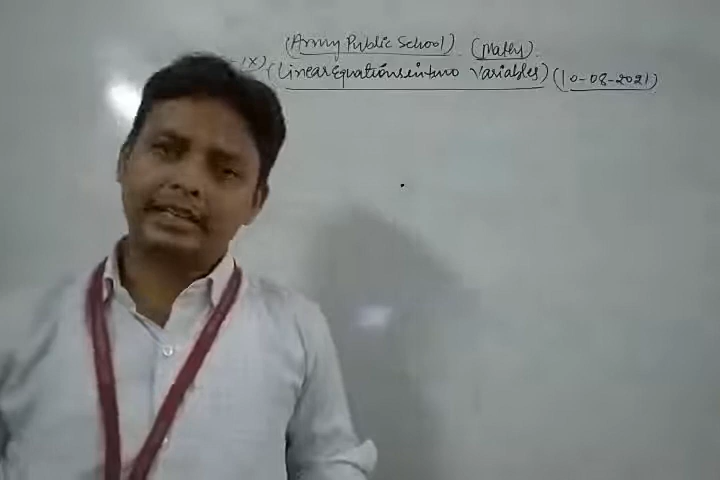 (Army Public School) (Maths).
IX) (Linear Equations in two Variables) (10-08-2021)